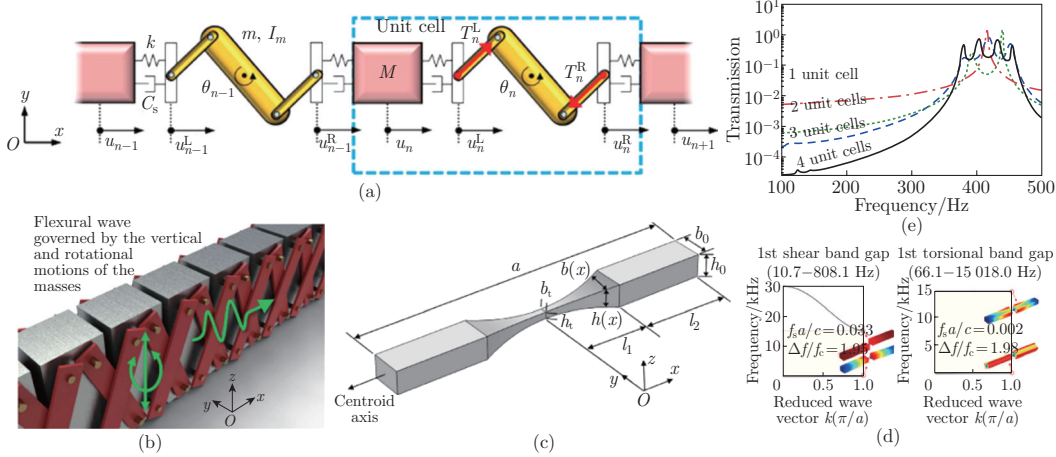 Unit cell
k
m, I_m
T_n^L
M
T_n^R
C_s
θ_{n−1}
θ_n
y
O
x
u_{n−1}
u_{n−1}^L
u_{n−1}^R
u_n
u_n^L
u_n^R
u_{n+1}
(a)
Transmission
10^1
10^0
10^{−1}
10^{−2}
10^{−3}
10^{−4}
1 unit cell
2 unit cells
3 unit cells
4 unit cells
100 200 300 400 500
Frequency/Hz
(e)
Flexural wave
governed by the vertical
and rotational
motions of the
masses
z
y
x
O
(b)
a
b_0
h_0
b(x)
b_t
h_t
h(x)
l_2
l_1
z
y
x
O
Centroid
axis
(c)
1st shear band gap
(10.7−808.1 Hz)
Frequency/kHz
30
20
10
0
f_s a/c=0.033
Δf/f_c=1.95
0.5 1.0
Reduced wave
vector k(π/a)
1st torsional band gap
(66.1−15 018.0 Hz)
Frequency/kHz
15
10
5
0
f_s a/c=0.002
Δf/f_c=1.98
0.5 1.0
Reduced wave
vector k(π/a)
(d)